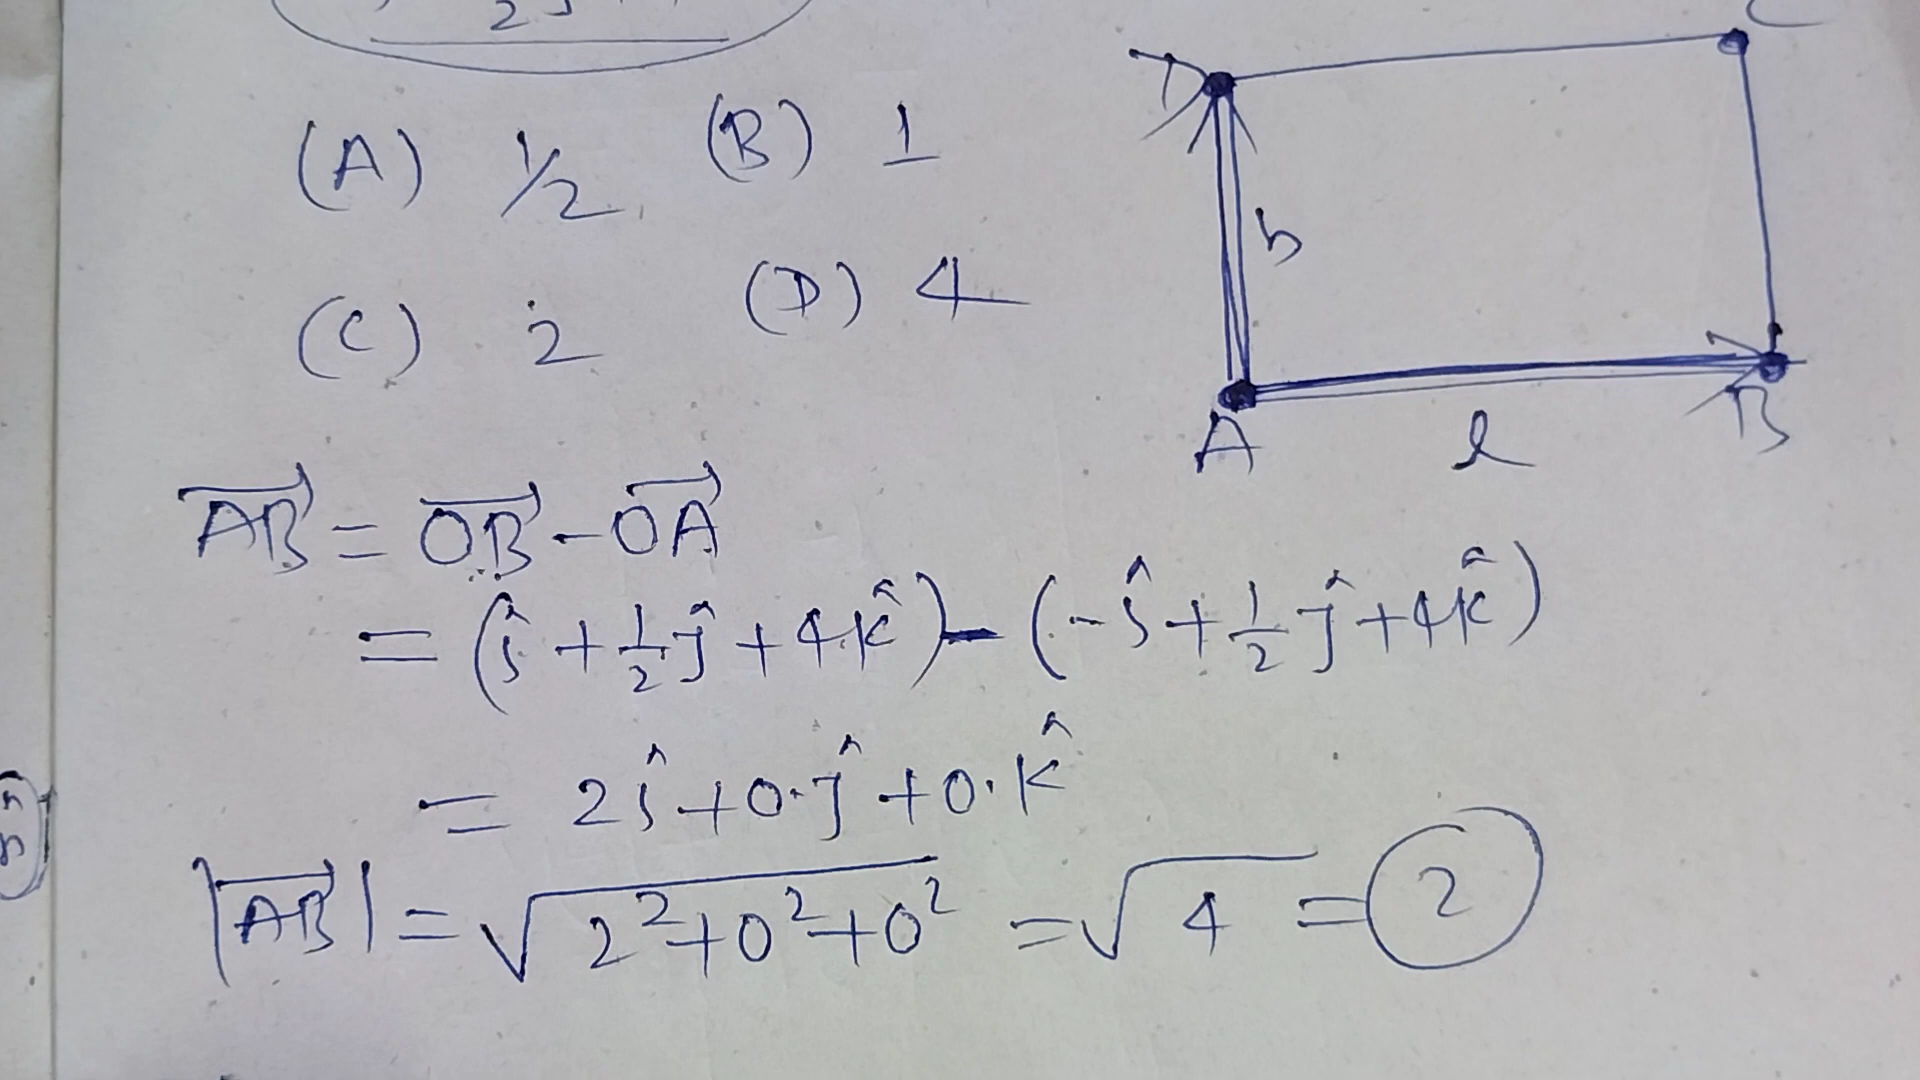 (A) 1/2 (B) 1
(C) 2 (D) 4
D
b
A l B
AB = OB - OA
= (î + 1/2 ĵ + 4k̂) - (-î + 1/2 ĵ + 4k̂)
= 2î + 0·ĵ + 0·k̂
|AB| = √2²+0²+0² = √4 = 2